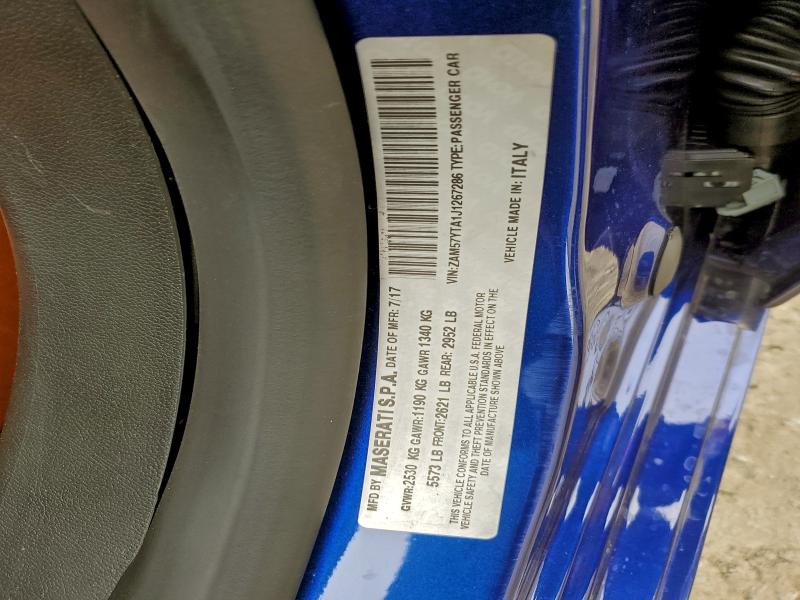 MFD BY MASERATI S.P.A. DATE OF MFR: 7/17
GVWR:2530 KG GAWR:1190 KG GAWR 1340 KG
5573 LB FRONT:2621 LB REAR: 2952 LB
VIN:ZAM57YTA1J1267286 TYPE:PASSENGER CAR
THIS VEHICLE CONFORMS TO ALL APPLICABLE U.S.A. FEDERAL MOTOR
VEHICLE SAFETY AND THEFT PREVENTION STANDARDS IN EFFECT ON THE
DATE OF MANUFACTURE SHOWN ABOVE
VEHICLE MADE IN: ITALY